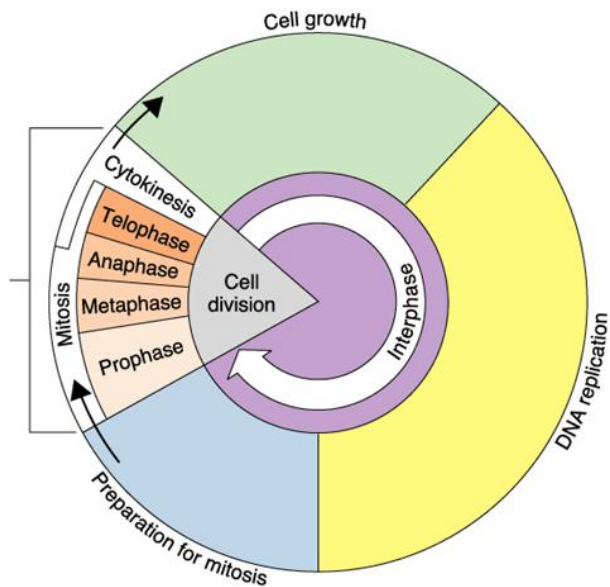 Cell growth
Cytokinesis
Telophase
Anaphase
Metaphase
Prophase
Mitosis
Cell
division
Interphase
DNA replication
Preparation for mitosis